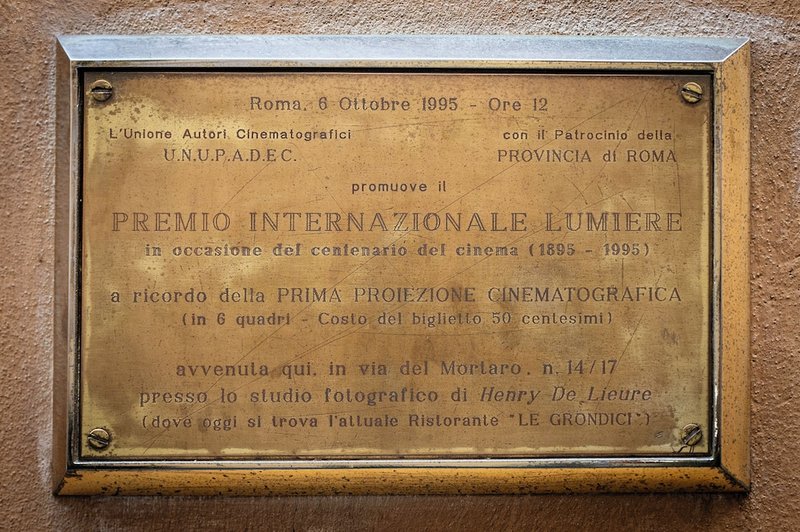 Roma, 6 Ottobre 1995 - Ore 12
L'Unione Autori Cinematografici con il Patrocinio della
U.N.U.P.A.D.E.C. PROVINCIA di ROMA
promuove il
PREMIO INTERNAZIONALE LUMIERE
in occasione del centenario del cinema (1895 - 1995)
a ricordo della PRIMA PROIEZIONE CINEMATOGRAFICA
(in 6 quadri - Costo del biglietto 50 centesimi)
avvenuta qui, in via del Mortaro, n. 14/17
presso lo studio fotografico di Henry De Lieure
(dove oggi si trova l'attuale Ristorante "LE GRONDICI")